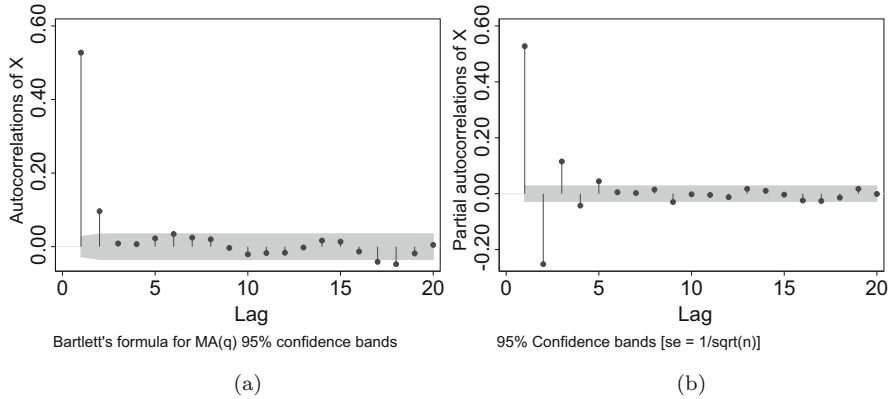 Autocorrelations of X
0.60
0.40
0.20
0.00
0
5
10
15
20
Lag
Bartlett's formula for MA(q) 95% confidence bands
(a)
Partial autocorrelations of X
0.60
0.40
0.20
0.00
-0.20
0
5
10
15
20
Lag
95% Confidence bands [se = 1/sqrt(n)]
(b)